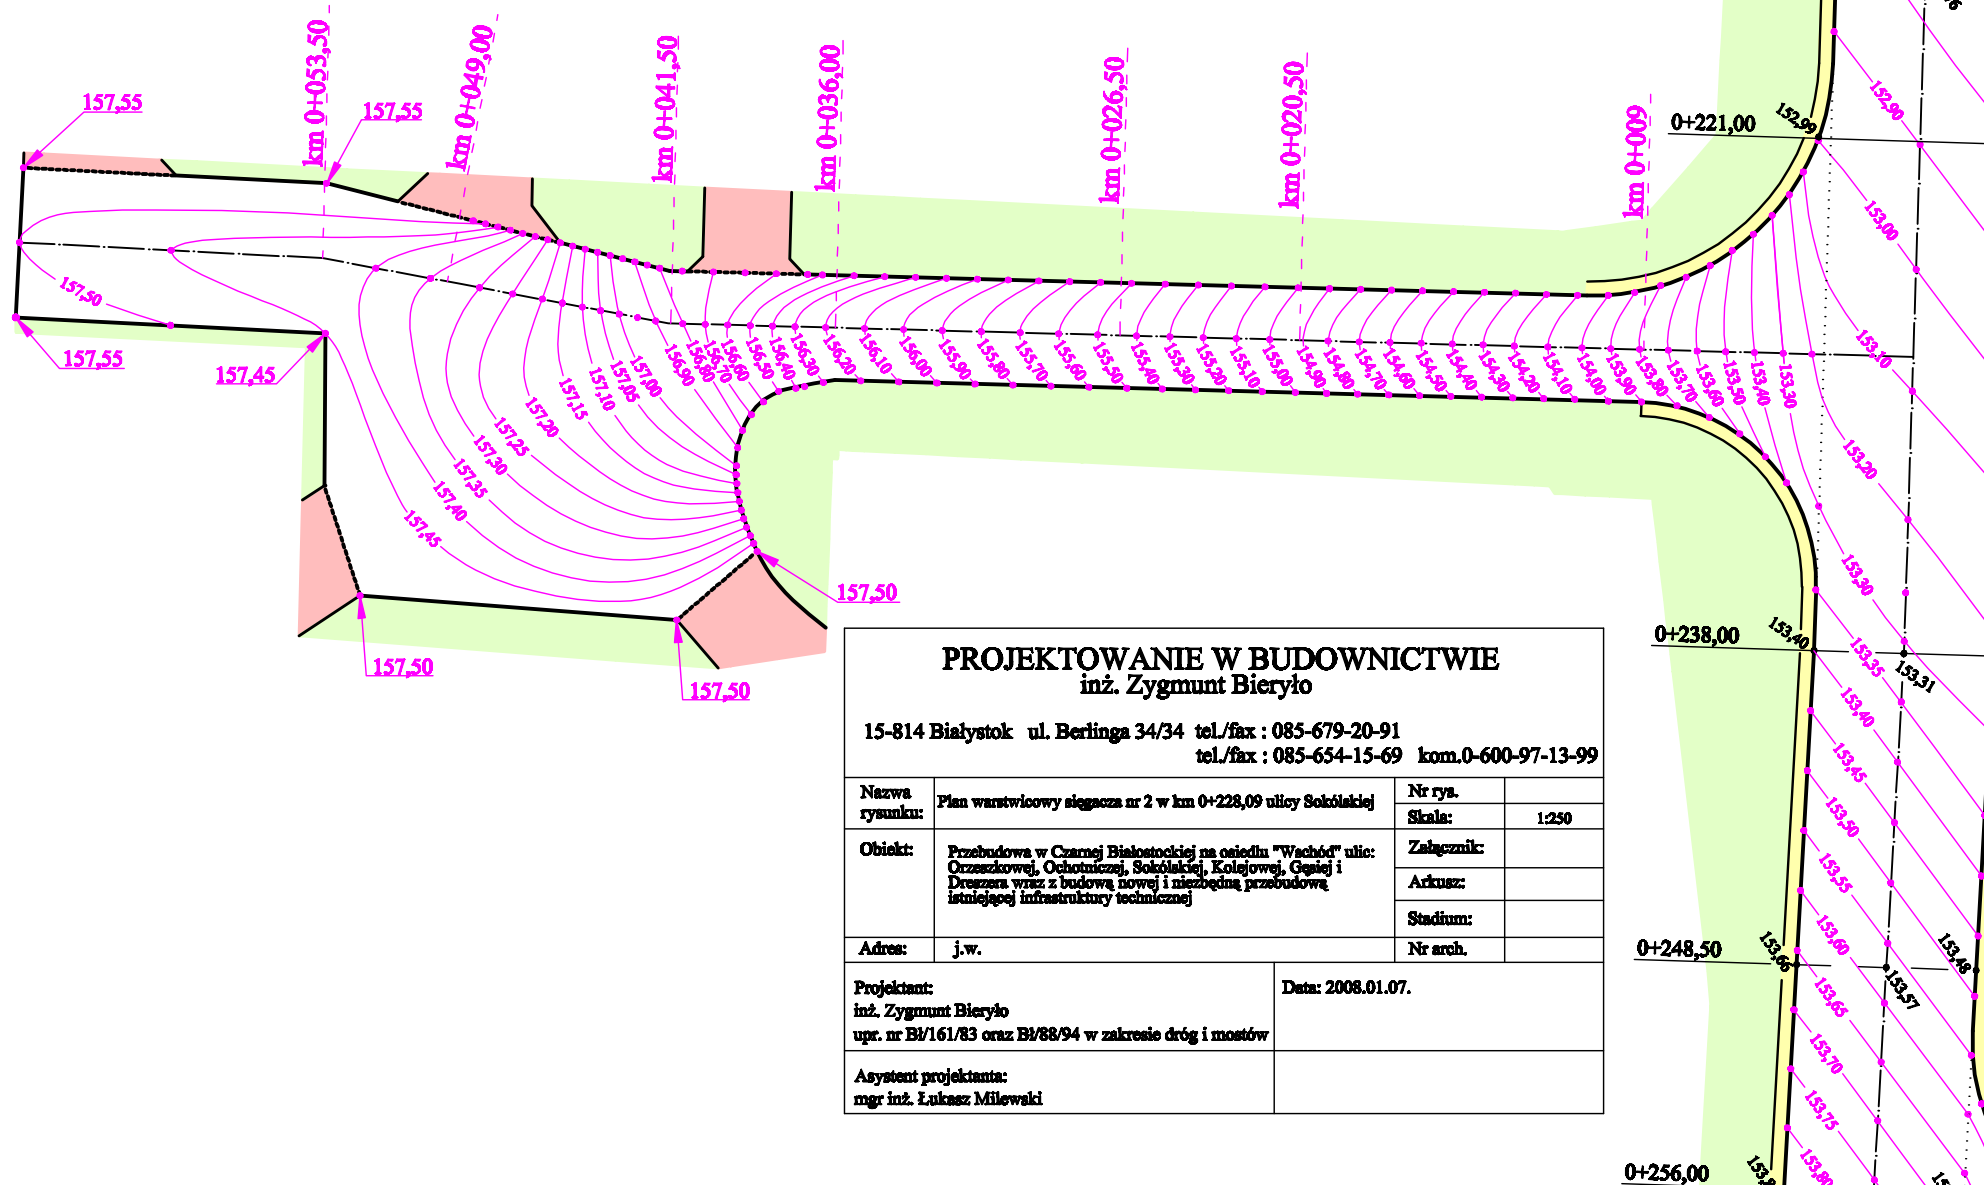 km 0+053,50
km 0+049,00
km 0+041,50
km 0+036,00
km 0+026,50
km 0+020,50
km 0+009
157,55
157,55
157,55
157,45
157,50
157,50
157,50
157,50
157,45
157,40
157,35
157,30
157,25
157,20
157,15
157,10
157,05
157,00
156,90
156,80
156,70
156,60
156,50
156,40
156,30
156,20
156,10
156,00
155,90
155,80
155,70
155,60
155,50
155,40
155,30
155,20
155,10
155,00
154,90
154,80
154,70
154,60
154,50
154,40
154,30
154,20
154,10
154,00
153,90
153,80
153,70
153,60
153,50
153,40
153,30
152,90
0+221,00
152,99
153,00
153,10
153,20
153,30
0+238,00
153,40
153,31
153,35
153,40
153,45
153,50
153,55
153,60
0+248,50
153,66
153,48
153,57
153,65
153,70
153,75
153,80
0+256,00
PROJEKTOWANIE W BUDOWNICTWIE
inż. Zygmunt Bieryło
15-814 Białystok ul. Berlinga 34/34 tel./fax : 085-679-20-91
tel./fax : 085-654-15-69 kom.0-600-97-13-99
Nazwa rysunku:
Plan warstwicowy sięgacza nr 2 w km 0+228,09 ulicy Sokólskiej
Nr rys.
Skala: 1:250
Obiekt:
Przebudowa w Czarnej Białostockiej na osiedlu "Wschód" ulic:
Orzeszkowej, Ochotniczej, Sokólskiej, Kolejowej, Gęsiej i
Dreszera wraz z budową nowej i niezbędną przebudową
istniejącej infrastruktury technicznej
Załącznik:
Arkusz:
Stadium:
Adres: j.w.
Nr arch.
Projektant:
inż. Zygmunt Bieryło
upr. nr Bł/161/83 oraz Bł/88/94 w zakresie dróg i mostów
Data: 2008.01.07.
Asystent projektanta:
mgr inż. Łukasz Milewski